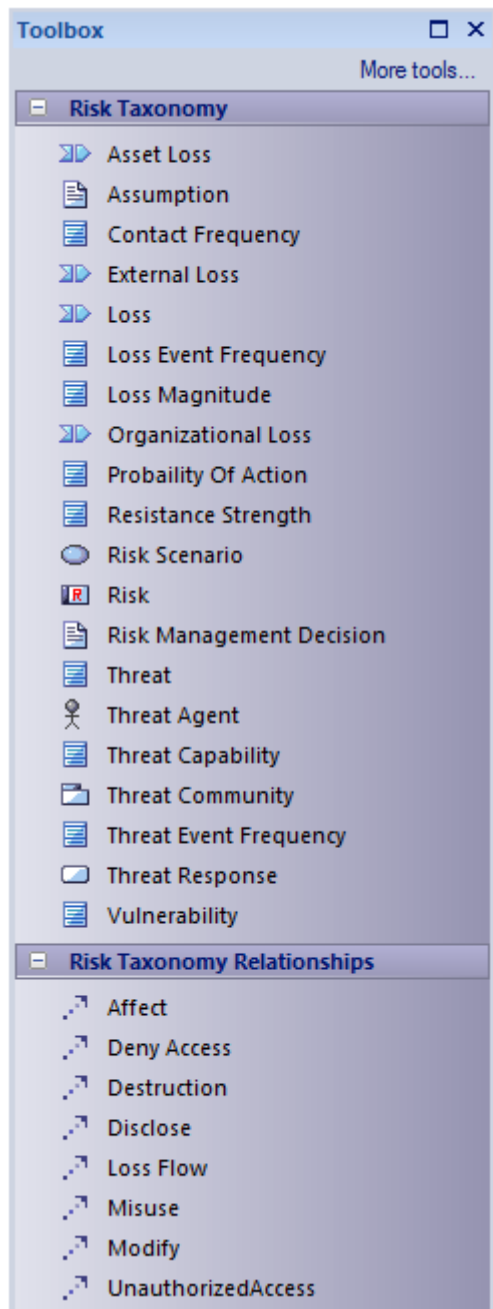 Toolbox
More tools...
Risk Taxonomy
Asset Loss
Assumption
Contact Frequency
External Loss
Loss
Loss Event Frequency
Loss Magnitude
Organizational Loss
Probaility Of Action
Resistance Strength
Risk Scenario
R Risk
Risk Management Decision
Threat
Threat Agent
Threat Capability
Threat Community
Threat Event Frequency
Threat Response
Vulnerability
Risk Taxonomy Relationships
Affect
Deny Access
Destruction
Disclose
Loss Flow
Misuse
Modify
UnauthorizedAccess